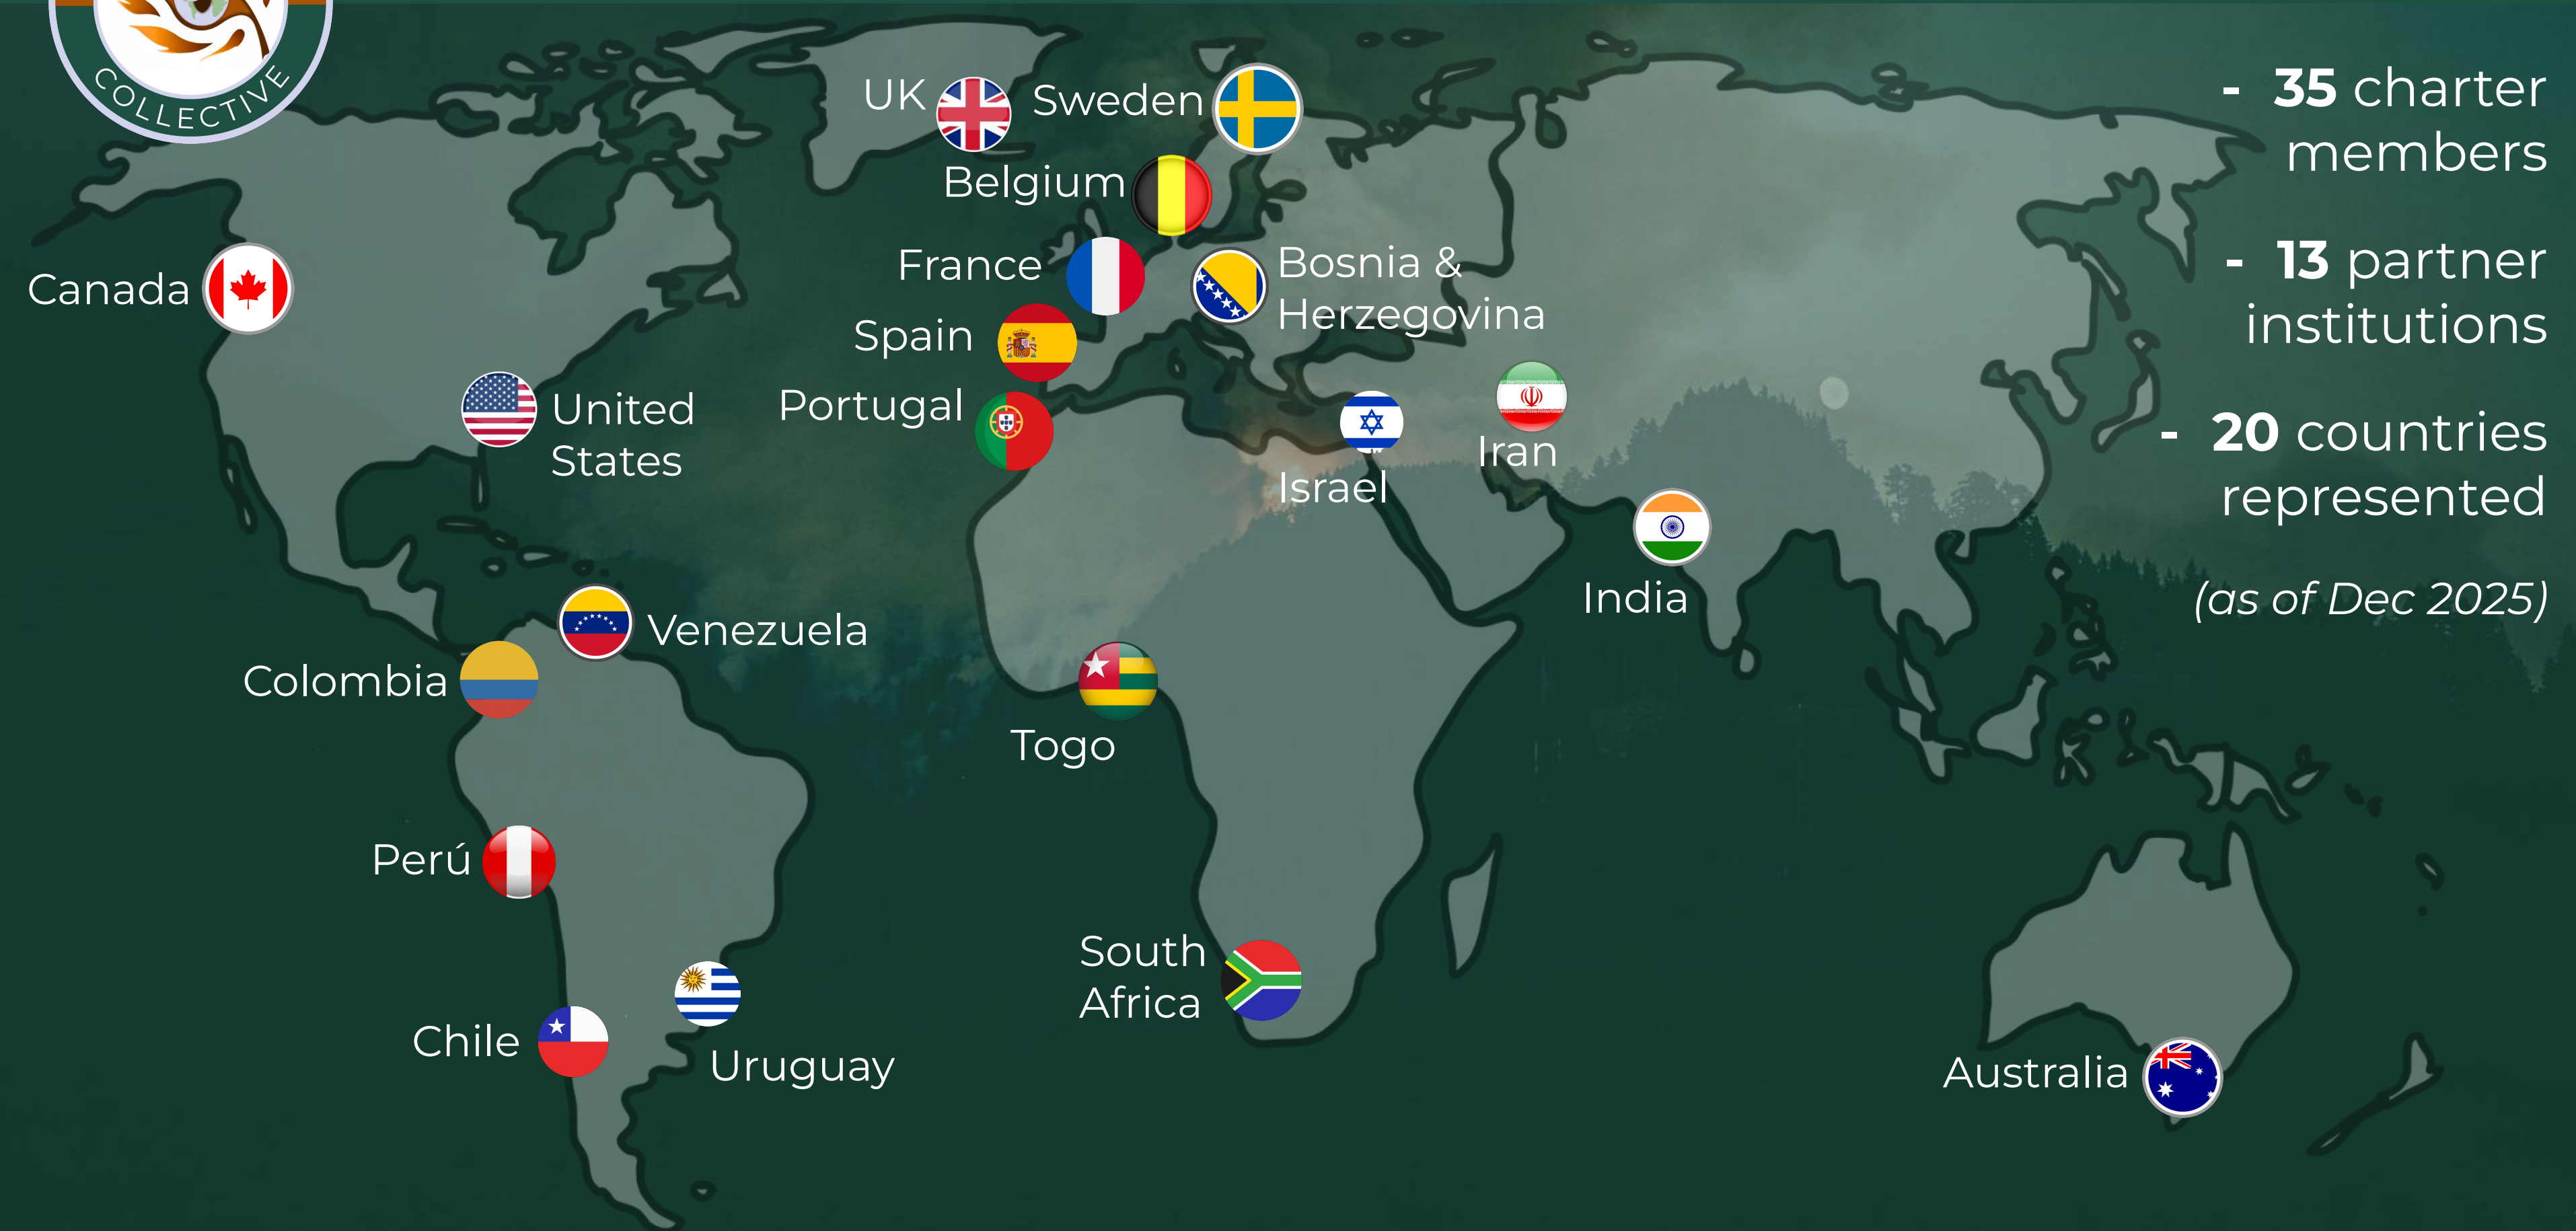 COLLECTIVE
UK
Sweden
Belgium
France
Bosnia &
Herzegovina
Spain
Portugal
Canada
United
States
Israel
Iran
India
Venezuela
Colombia
Togo
Perú
South
Africa
Chile
Uruguay
Australia
- 35 charter
members
- 13 partner
institutions
- 20 countries
represented
(as of Dec 2025)